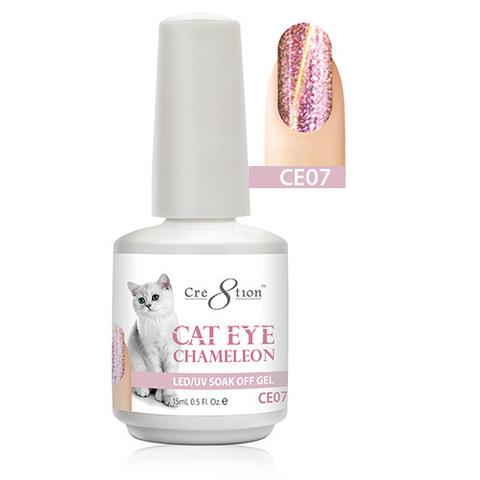 CE07
Cre8tion™
CAT EYE
CHAMELEON
LED/UV SOAK OFF GEL
15mL 0.5 fl. Oz.e
CE07